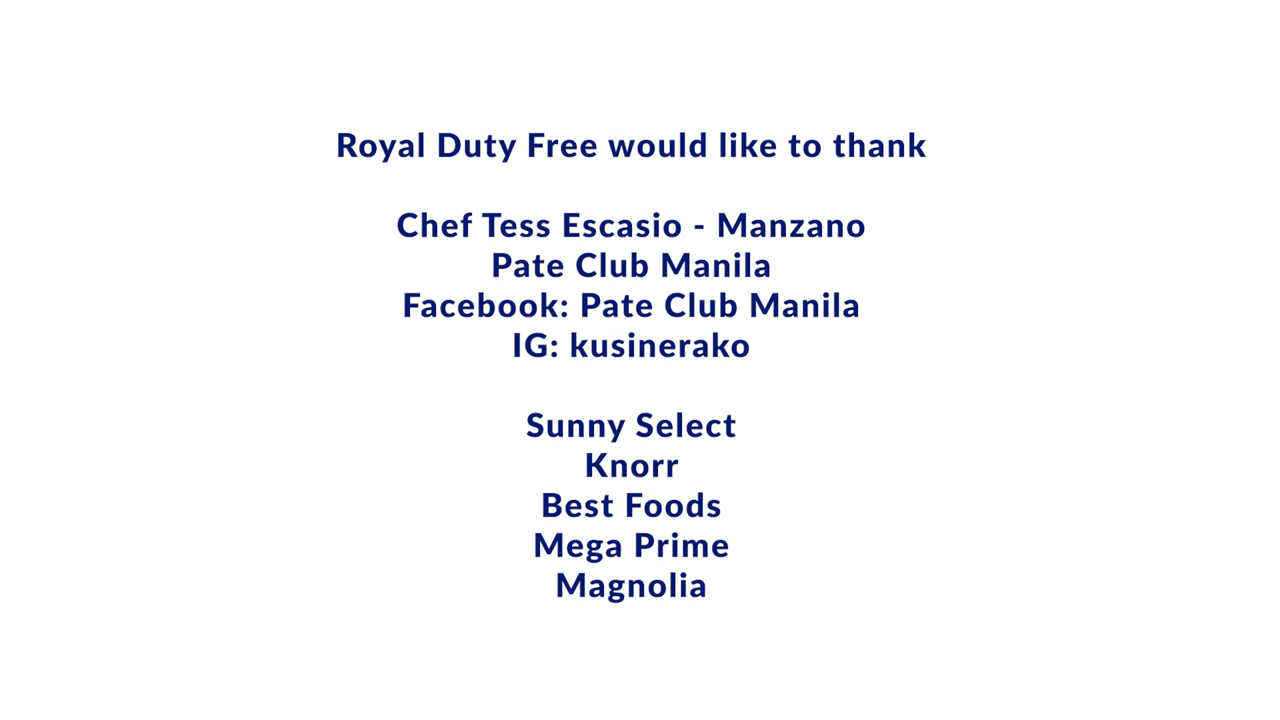 Royal Duty Free would like to thank
Chef Tess Escasio - Manzano
Pate Club Manila
Facebook: Pate Club Manila
IG: kusinerako
Sunny Select
Knorr
Best Foods
Mega Prime
Magnolia